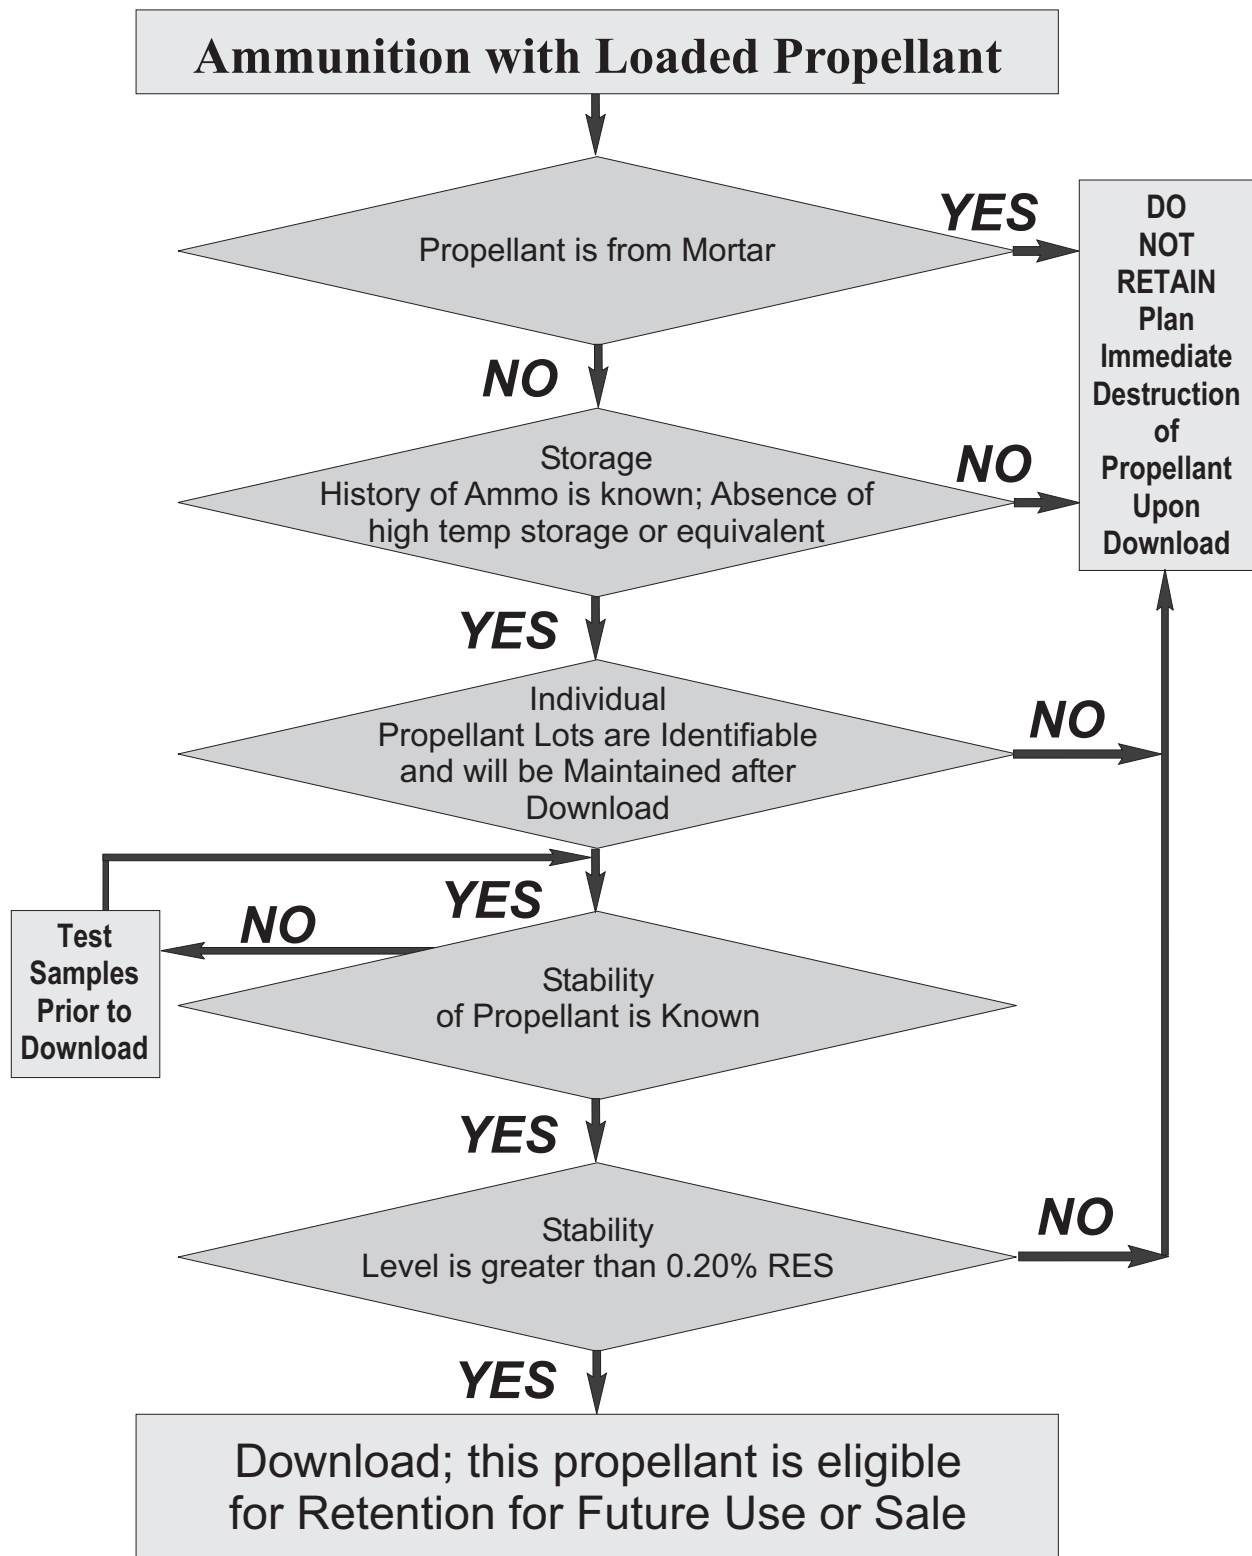 Ammunition with Loaded Propellant
Propellant is from Mortar
YES
DO
NOT
RETAIN
Plan
Immediate
Destruction
of
Propellant
Upon
Download
NO
Storage
History of Ammo is known; Absence of
high temp storage or equivalent
NO
YES
Individual
Propellant Lots are Identifiable
and will be Maintained after
Download
NO
YES
NO
Test
Samples
Prior to
Download
Stability
of Propellant is Known
YES
Stability
Level is greater than 0.20% RES
NO
YES
Download; this propellant is eligible
for Retention for Future Use or Sale